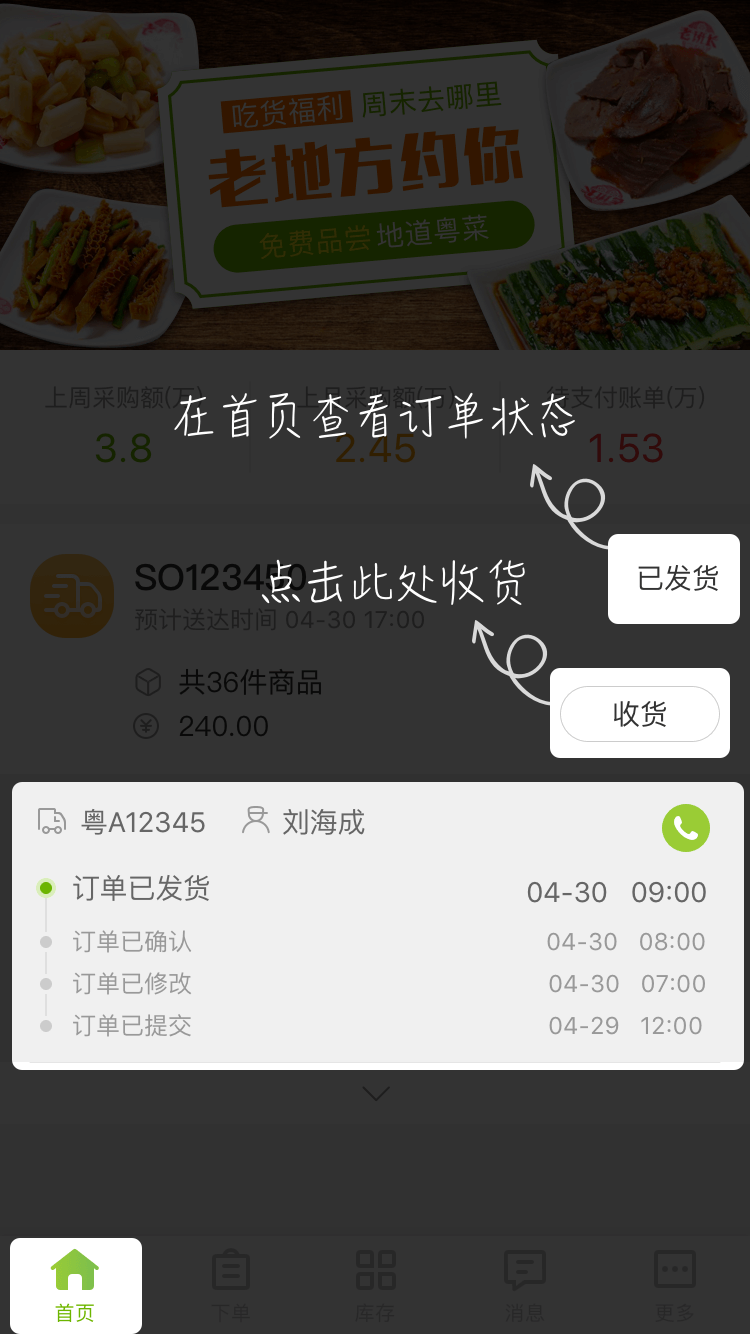 吃货福利 周末去哪里
老地方约你
免费品尝 地道粤菜
上周采购额(万) 上月采购额(万) 待支付账单(万)
在首页查看订单状态
3.8 2.45 1.53
已发货
SO123450
点击此处收货
预计送达时间 04-30 17:00
共36件商品
收货
240.00
粤A12345 刘海成
订单已发货 04-30 09:00
订单已确认 04-30 08:00
订单已修改 04-30 07:00
订单已提交 04-29 12:00
首页 下单 库存 消息 更多